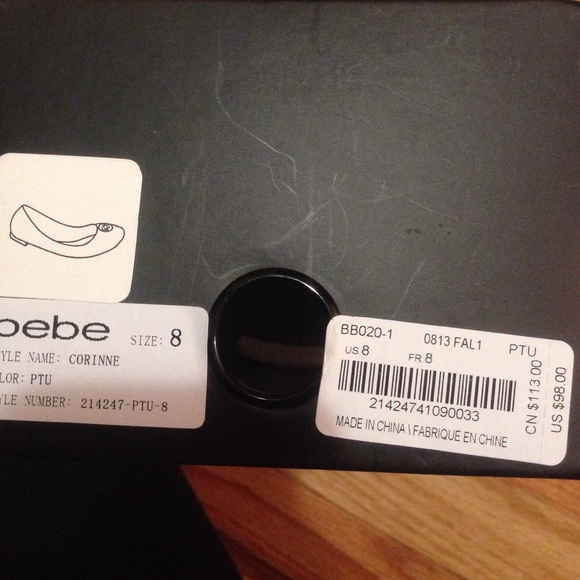 bebe SIZE: 8
YLE NAME: CORINNE
LOR: PTU
YLE NUMBER: 214247-PTU-8
BB020-1 0813 FAL1 PTU
US 8 FR 8
21424741090033
MADE IN CHINA \ FABRIQUE EN CHINE
CN $113.00
US $98.00